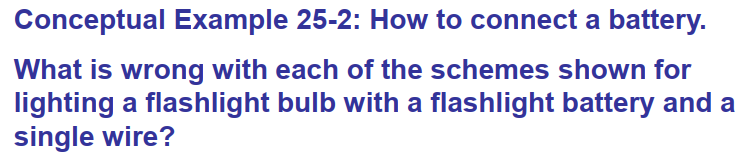 Conceptual Example 25-2: How to connect a battery.
What is wrong with each of the schemes shown for
lighting a flashlight bulb with a flashlight battery and a
single wire?